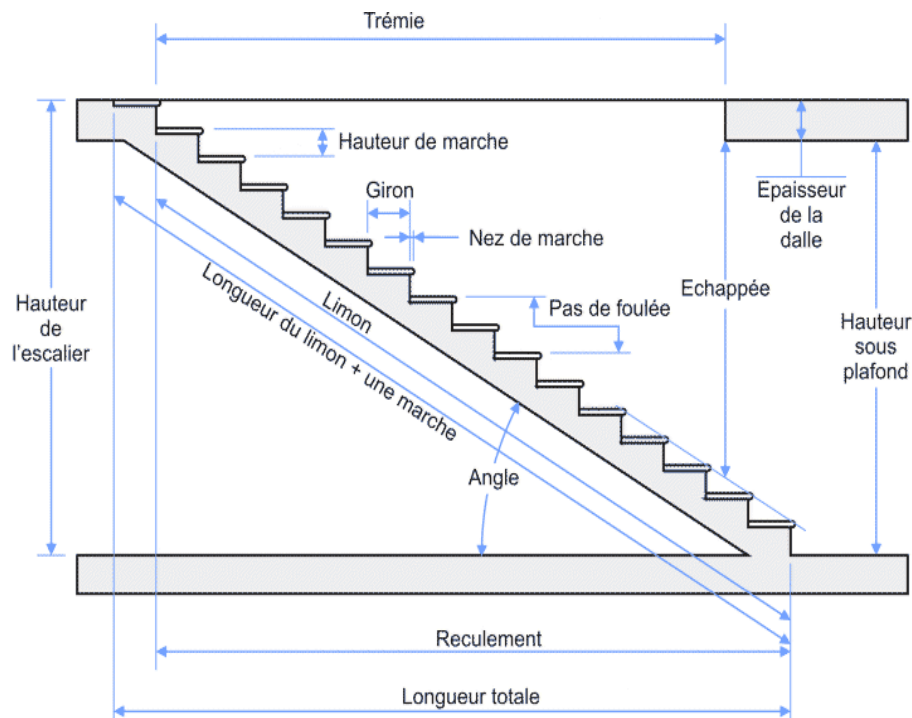 Trémie
Hauteur de marche
Giron
Nez de marche
Epaisseur
de la
dalle
Hauteur
de
l'escalier
Limon
Longueur du limon + une marche
Pas de foulée
Echappée
Hauteur
sous
plafond
Angle
Reculement
Longueur totale